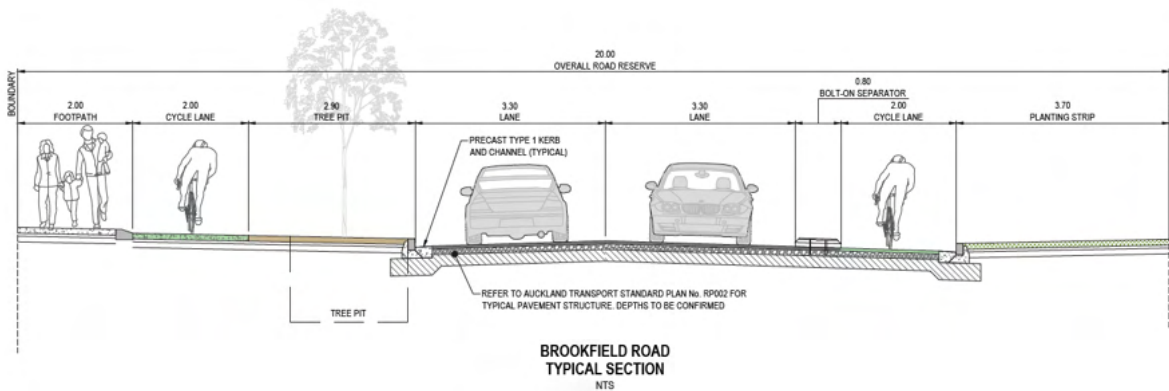 20.00
OVERALL ROAD RESERVE
BOUNDARY
2.00
FOOTPATH
2.00
CYCLE LANE
2.90
TREE PIT
3.30
LANE
3.30
LANE
0.80
BOLT-ON SEPARATOR
2.00
CYCLE LANE
3.70
PLANTING STRIP
PRECAST TYPE 1 KERB
AND CHANNEL (TYPICAL)
REFER TO AUCKLAND TRANSPORT STANDARD PLAN No. RP002 FOR
TYPICAL PAVEMENT STRUCTURE. DEPTHS TO BE CONFIRMED
TREE PIT
BROOKFIELD ROAD
TYPICAL SECTION
NTS